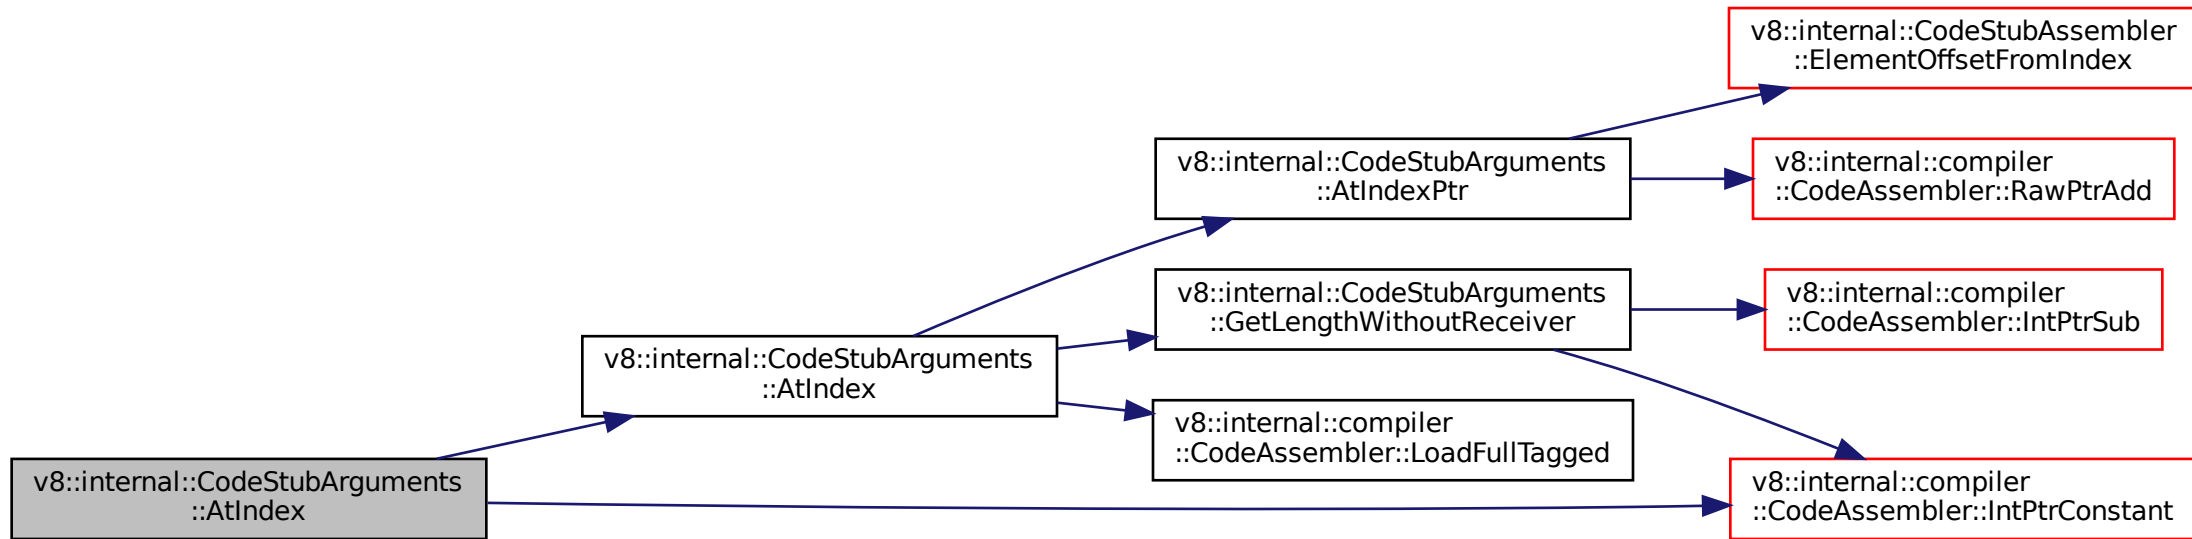 v8::internal::CodeStubAssembler
::ElementOffsetFromIndex
v8::internal::CodeStubArguments
::AtIndexPtr
v8::internal::compiler
::CodeAssembler::RawPtrAdd
v8::internal::CodeStubArguments
::GetLengthWithoutReceiver
v8::internal::compiler
::CodeAssembler::IntPtrSub
v8::internal::CodeStubArguments
::AtIndex
v8::internal::compiler
::CodeAssembler::LoadFullTagged
v8::internal::CodeStubArguments
::AtIndex
v8::internal::compiler
::CodeAssembler::IntPtrConstant